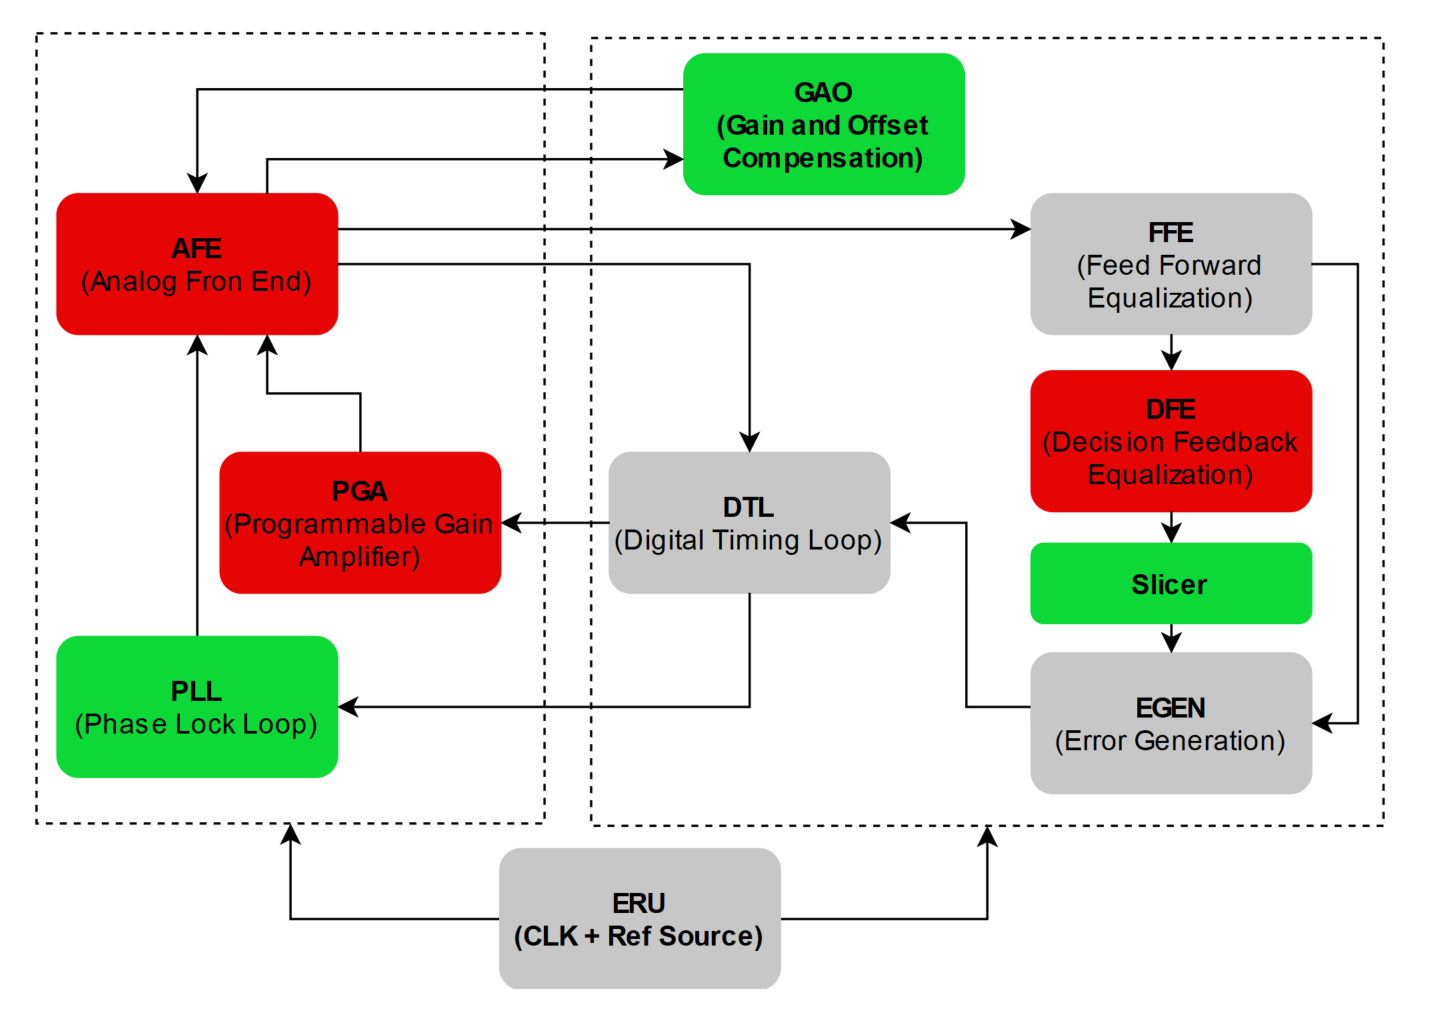 GAO
(Gain and Offset
Compensation)
AFE
(Analog Fron End)
FFE
(Feed Forward
Equalization)
DFE
(Decision Feedback
Equalization)
PGA
(Programmable Gain
Amplifier)
DTL
(Digital Timing Loop)
Slicer
PLL
(Phase Lock Loop)
EGEN
(Error Generation)
ERU
(CLK + Ref Source)